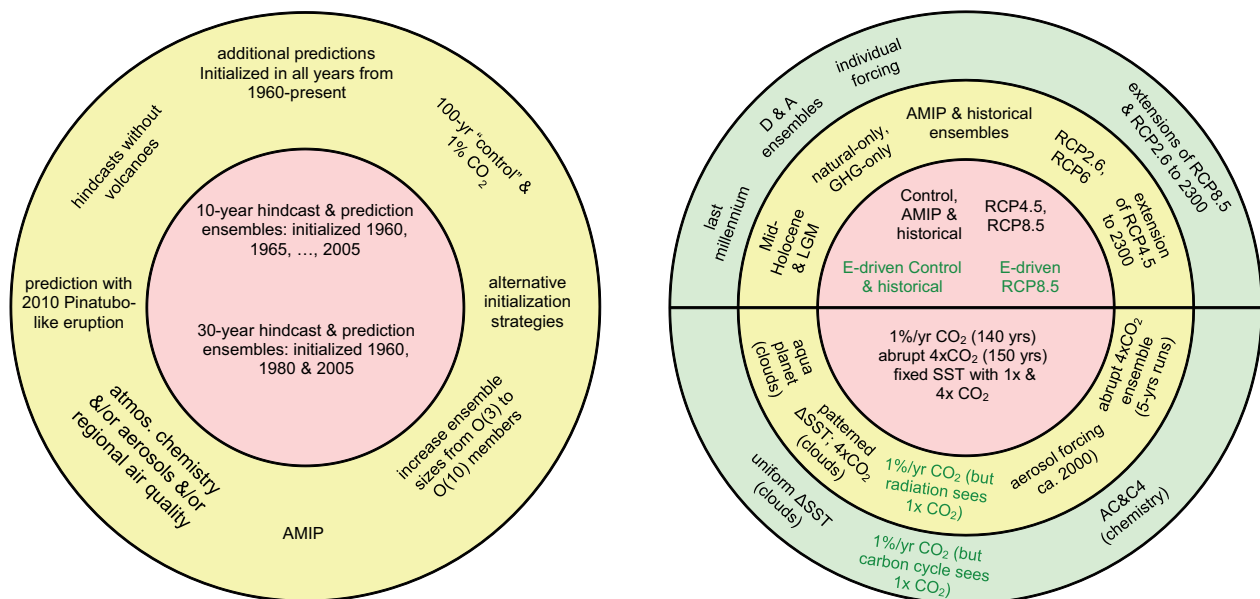 additional predictions
Initialized in all years from
1960-present
hindcasts without
volcanoes
100-yr “control” &
1% CO₂
10-year hindcast & prediction
ensembles: initialized 1960,
1965, …, 2005
prediction with
2010 Pinatubo-
like eruption
alternative
initialization
strategies
30-year hindcast & prediction
ensembles: initialized 1960,
1980 & 2005
atmos. chemistry
&/or aerosols &/or
regional air quality
increase ensemble
sizes from O(3) to
O(10) members
AMIP
individual
forcing
D & A
ensembles
last
millennium
extensions of RCP8.5
& RCP2.6 to 2300
AMIP & historical
ensembles
natural-only,
GHG-only
Mid-
Holocene
& LGM
RCP2.6,
RCP6
extension
of RCP4.5
to 2300
Control,
AMIP &
historical
RCP4.5,
RCP8.5
E-driven Control
& historical
E-driven
RCP8.5
1%/yr CO₂ (140 yrs)
abrupt 4xCO₂ (150 yrs)
fixed SST with 1x &
4x CO₂
aqua
planet
(clouds)
patterned
ΔSST; 4xCO₂
(clouds)
1%/yr CO₂ (but
radiation sees
1x CO₂)
aerosol forcing
ca. 2000)
abrupt 4xCO₂
ensemble
(5-yrs runs)
uniform ΔSST
(clouds)
1%/yr CO₂ (but
carbon cycle sees
1x CO₂)
AC&C4
(chemistry)